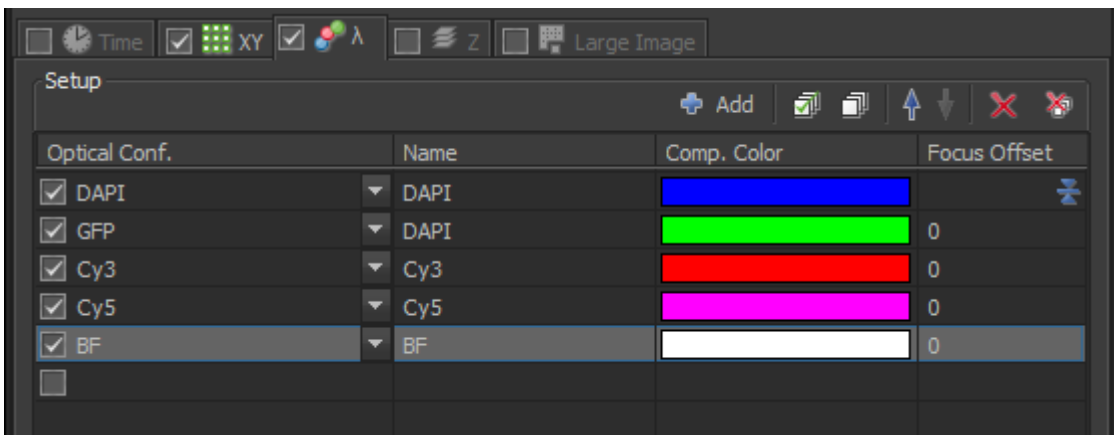 Time XY λ Z Large Image
Setup
Add
Optical Conf. Name Comp. Color Focus Offset
DAPI DAPI
GFP DAPI 0
Cy3 Cy3 0
Cy5 Cy5 0
BF BF 0